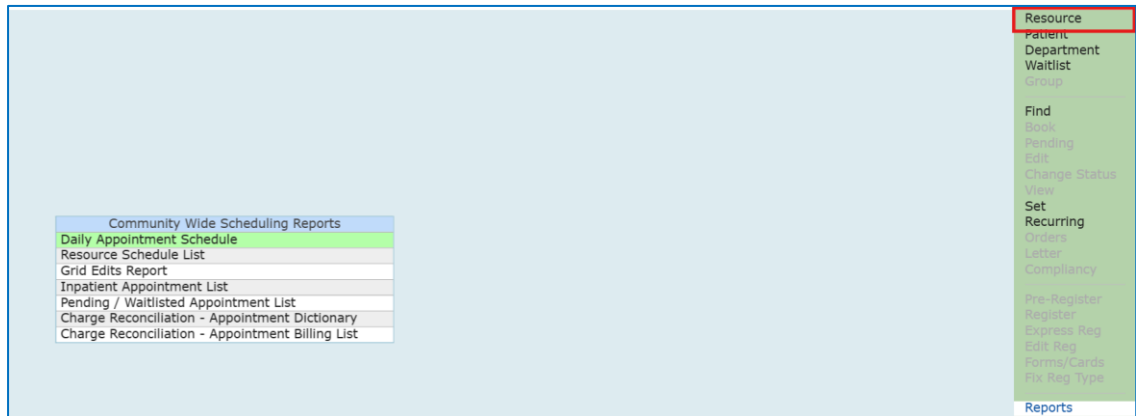 Community Wide Scheduling Reports
Daily Appointment Schedule
Resource Schedule List
Grid Edits Report
Inpatient Appointment List
Pending / Waitlisted Appointment List
Charge Reconciliation - Appointment Dictionary
Charge Reconciliation - Appointment Billing List
Resource
Patient
Department
Waitlist
Group
Find
Book
Pending
Edit
Change Status
View
Set
Recurring
Orders
Letter
Compliancy
Pre-Register
Register
Express Reg
Edit Reg
Forms/Cards
Fix Reg Type
Reports